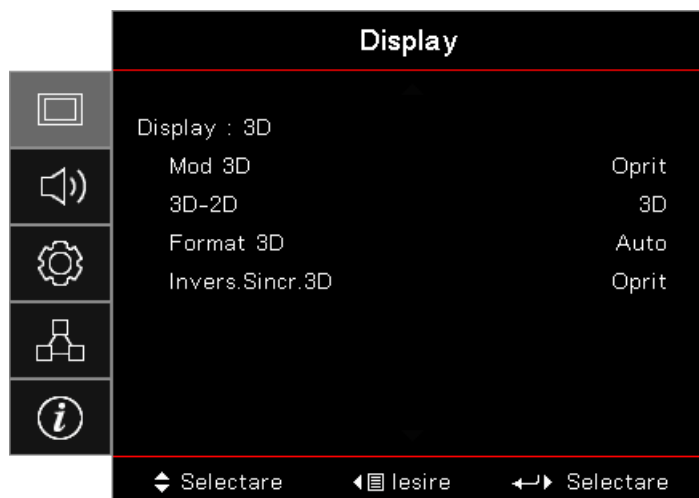 Display
Display : 3D
Mod 3D Oprit
3D-2D 3D
Format 3D Auto
Invers.Sincr.3D Oprit
Selectare Iesire Selectare